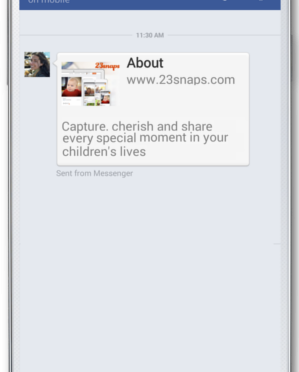 on mobile
11:30 AM
23snaps
About
www.23snaps.com
Capture. cherish and share
every special moment in your
children's lives
Sent from Messenger